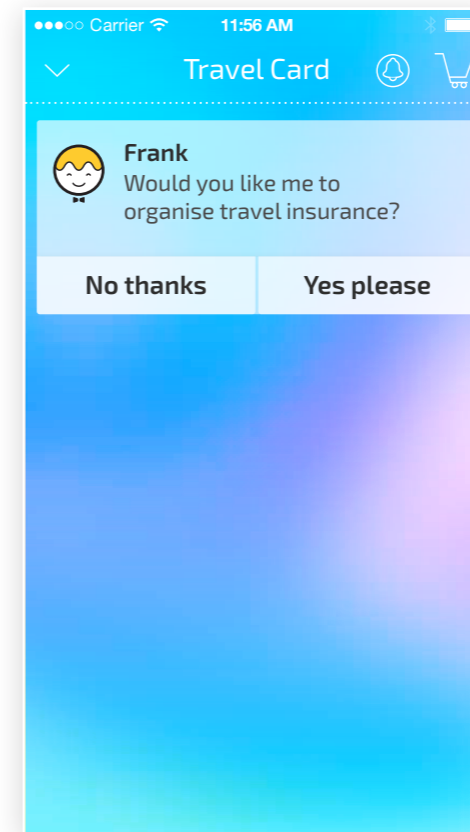 Carrier 11:56 AM
Travel Card
Frank
Would you like me to
organise travel insurance?
No thanks Yes please